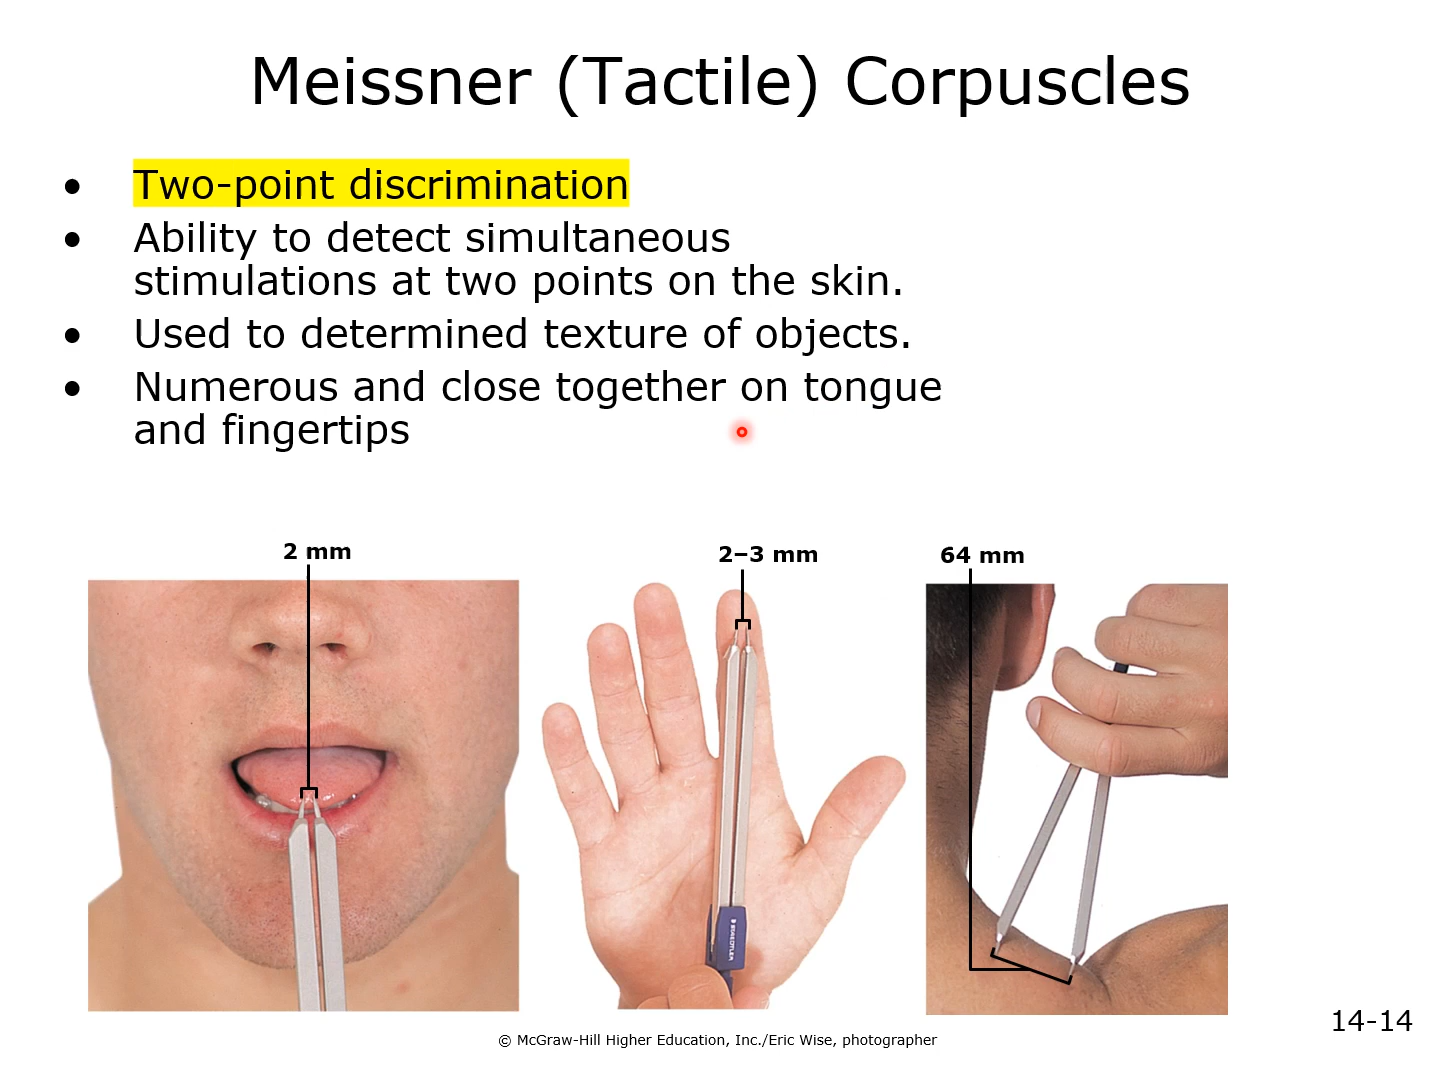 Meissner (Tactile) Corpuscles
• Two-point discrimination
• Ability to detect simultaneous
stimulations at two points on the skin.
• Used to determined texture of objects.
• Numerous and close together on tongue
and fingertips
2 mm
2–3 mm
64 mm
STAEDTLER
14-14
© McGraw-Hill Higher Education, Inc./Eric Wise, photographer